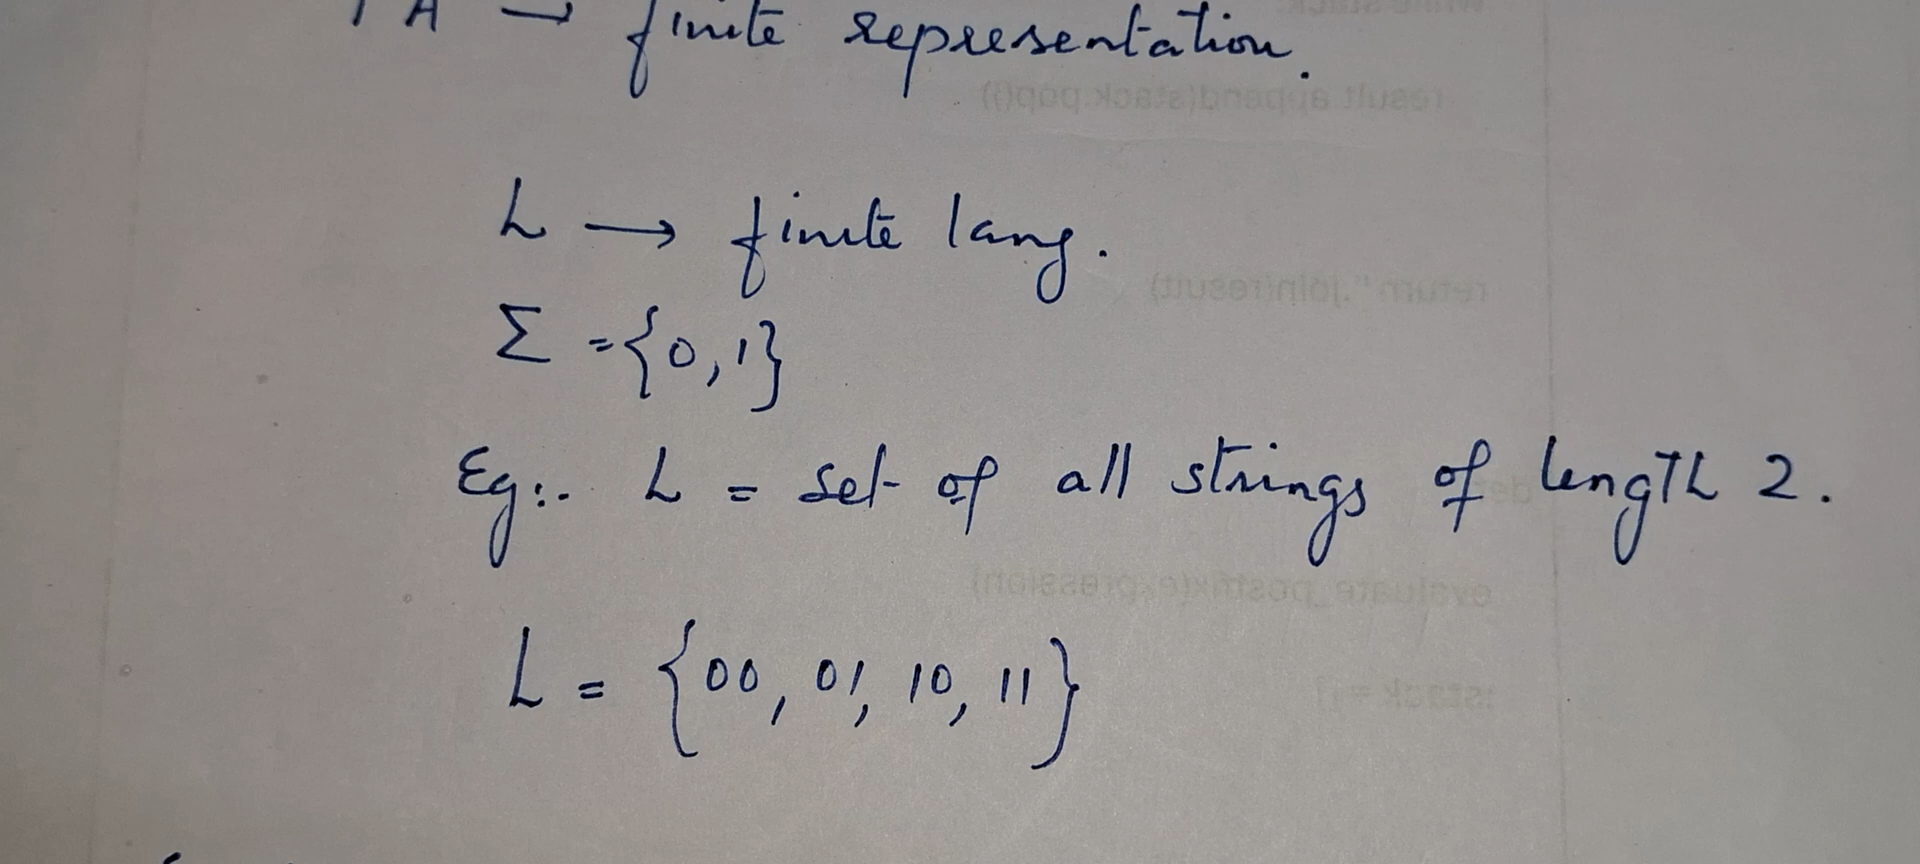 A → finite representation.
L → finite lang.
Σ = {0,1}
Eg:- L = set of all strings of length 2.
L = {00, 01, 10, 11}